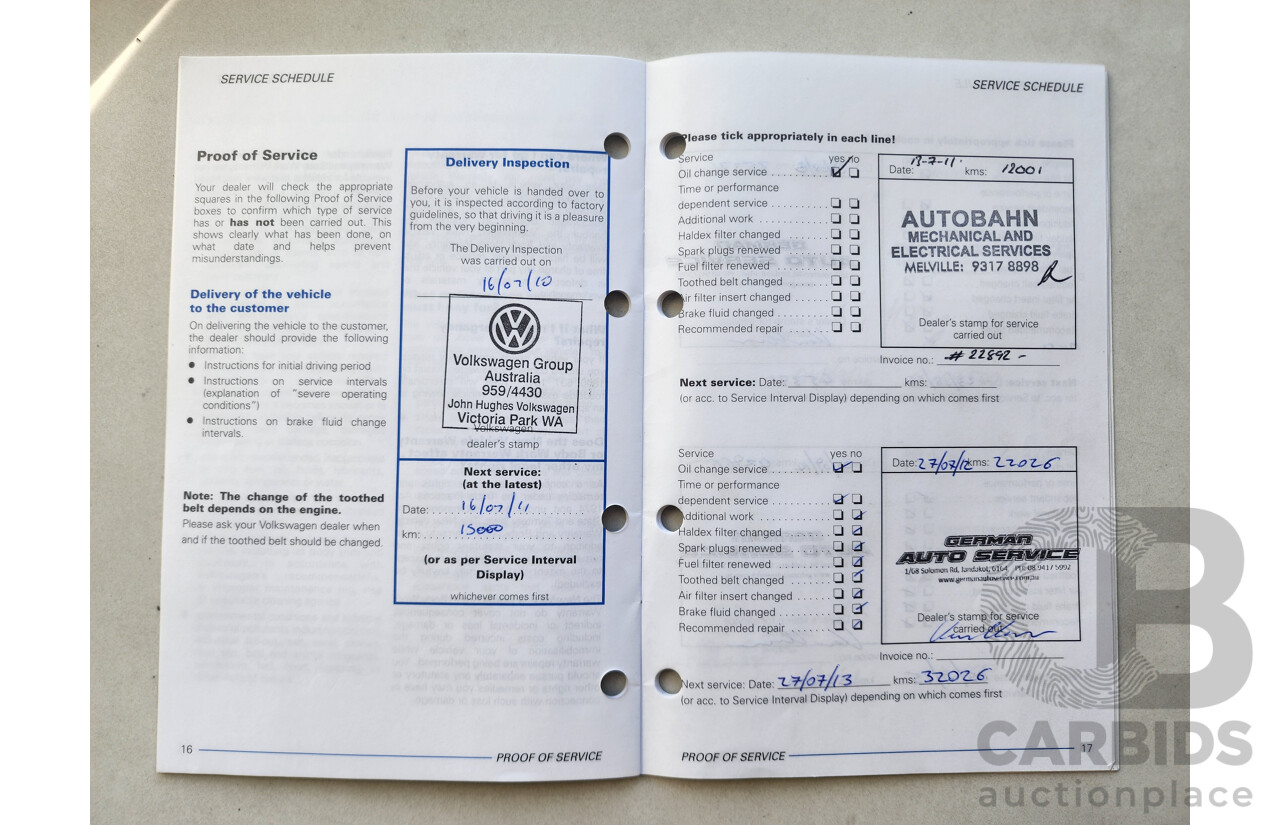 SERVICE SCHEDULE
Proof of Service
Your dealer will check the appropriate
squares in the following Proof of Service
boxes to confirm which type of service
has or has not been carried out. This
shows clearly what has been done, on
what date and helps prevent
misunderstandings.
Delivery of the vehicle
to the customer
On delivering the vehicle to the customer,
the dealer should provide the following
information:
● Instructions for initial driving period
● Instructions on service intervals
(explanation of "severe operating
conditions")
● Instructions on brake fluid change
intervals.
Note: The change of the toothed
belt depends on the engine.
Please ask your Volkswagen dealer when
and if the toothed belt should be changed.
Delivery Inspection
Before your vehicle is handed over to
you, it is inspected according to factory
guidelines, so that driving it is a pleasure
from the very beginning.
The Delivery Inspection
was carried out on
16/07/10
Volkswagen Group
Australia
959/4430
John Hughes Volkswagen
Victoria Park WA
Volkswagen
dealer's stamp
Next service:
(at the latest)
Date: 16/07/11
km: 15000
(or as per Service Interval
Display)
whichever comes first
16
PROOF OF SERVICE
SERVICE SCHEDULE
Please tick appropriately in each line!
Service yes no
Oil change service
Time or performance
dependent service
Additional work
Haldex filter changed
Spark plugs renewed
Fuel filter renewed
Toothed belt changed
Air filter insert changed
Brake fluid changed
Recommended repair
Date: 13-7-11. kms: 12001
AUTOBAHN
MECHANICAL AND
ELECTRICAL SERVICES
MELVILLE: 9317 8898
Dealer's stamp for service
carried out
Invoice no.: # 22892 -
Next service: Date: kms:
(or acc. to Service Interval Display) depending on which comes first
Service yes no
Oil change service
Time or performance
dependent service
Additional work
Haldex filter changed
Spark plugs renewed
Fuel filter renewed
Toothed belt changed
Air filter insert changed
Brake fluid changed
Recommended repair
Date: 27/07/12 kms: 22026
GERMAN
AUTO SERVICE
1/68 Solomon Rd, Jandakot, 6164 PH: 08 9417 5992
www.germanautoservice.com.au
Dealer's stamp for service
carried out
Invoice no.:
Next service: Date: 27/07/13 kms: 32026
(or acc. to Service Interval Display) depending on which comes first
PROOF OF SERVICE
17
CARBIDS
auctionplace